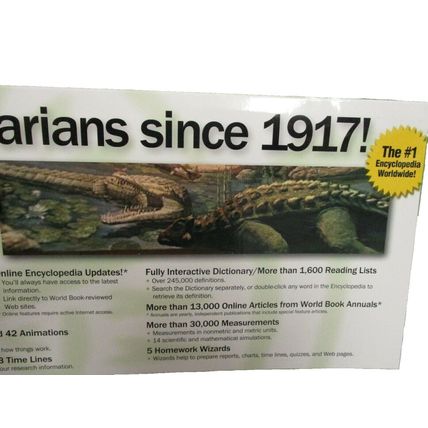 arians since 1917!
The #1
Encyclopedia
Worldwide!
nline Encyclopedia Updates!*
You'll always have access to the latest
information.
Link directly to World Book-reviewed
Web sites.
Online features require active Internet access.
42 Animations
how things work.
3 Time Lines
our research information.
Fully Interactive Dictionary/More than 1,600 Reading Lists
• Over 245,000 definitions.
• Search the Dictionary separately, or double-click any word in the Encyclopedia to
retrieve its definition.
More than 13,000 Online Articles from World Book Annuals*
* Annuals are yearly, independent publications that include special feature articles.
More than 30,000 Measurements
• Measurements in nonmetric and metric units.
• 14 scientific and mathematical simulations.
5 Homework Wizards
• Wizards help to prepare reports, charts, time lines, quizzes, and Web pages.